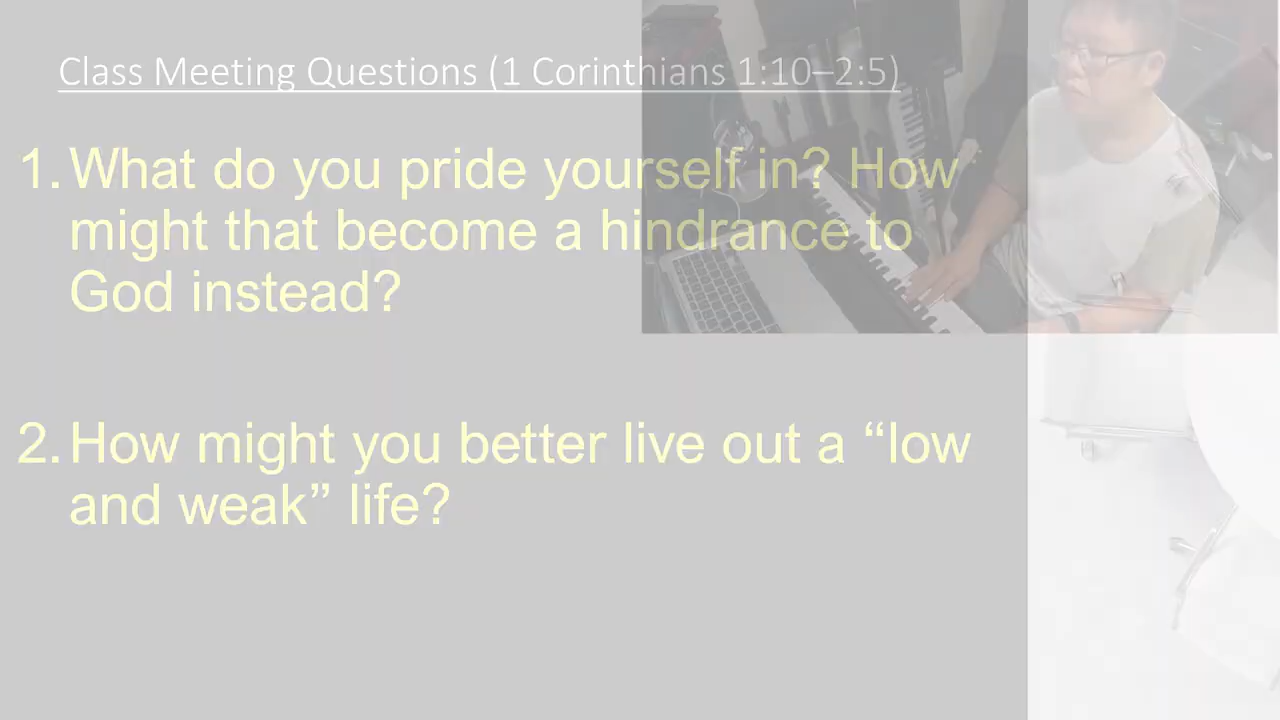 Class Meeting Questions (1 Corinthians 1:10–2:5)
1. What do you pride yourself in? How
might that become a hindrance to
God instead?
2. How might you better live out a “low
and weak” life?